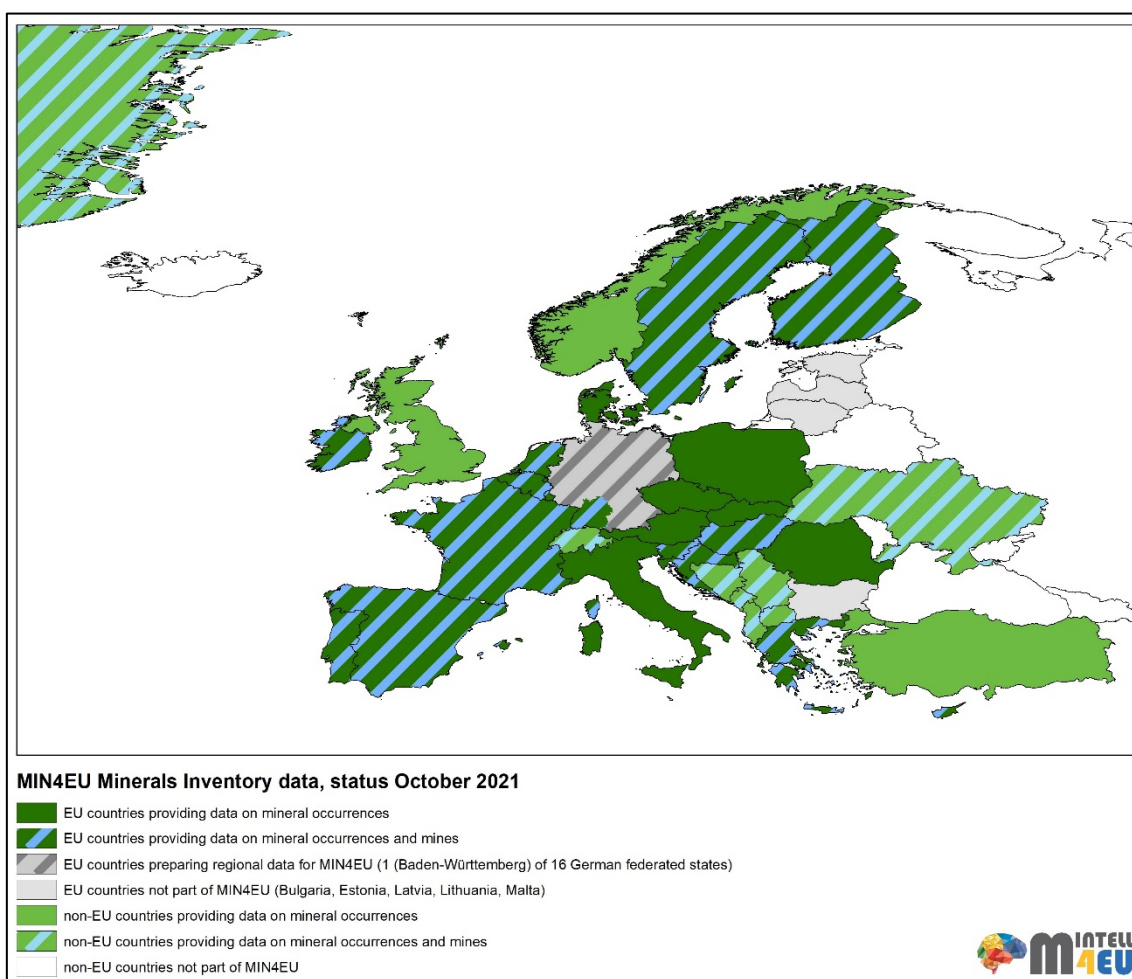 MIN4EU Minerals Inventory data, status October 2021
EU countries providing data on mineral occurrences
EU countries providing data on mineral occurrences and mines
EU countries preparing regional data for MIN4EU (1 (Baden-Württemberg) of 16 German federated states)
EU countries not part of MIN4EU (Bulgaria, Estonia, Latvia, Lithuania, Malta)
non-EU countries providing data on mineral occurrences
non-EU countries providing data on mineral occurrences and mines
non-EU countries not part of MIN4EU
MINTELL
4EU